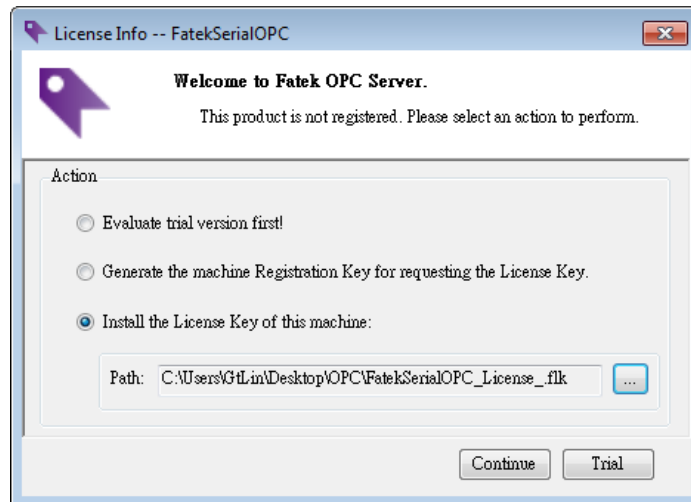 License Info -- FatekSerialOPC
Welcome to Fatek OPC Server.
This product is not registered. Please select an action to perform.
Action
Evaluate trial version first!
Generate the machine Registration Key for requesting the License Key.
Install the License Key of this machine:
Path: C:\Users\GtLin\Desktop\OPC\FatekSerialOPC_License_.flk ...
Continue Trial